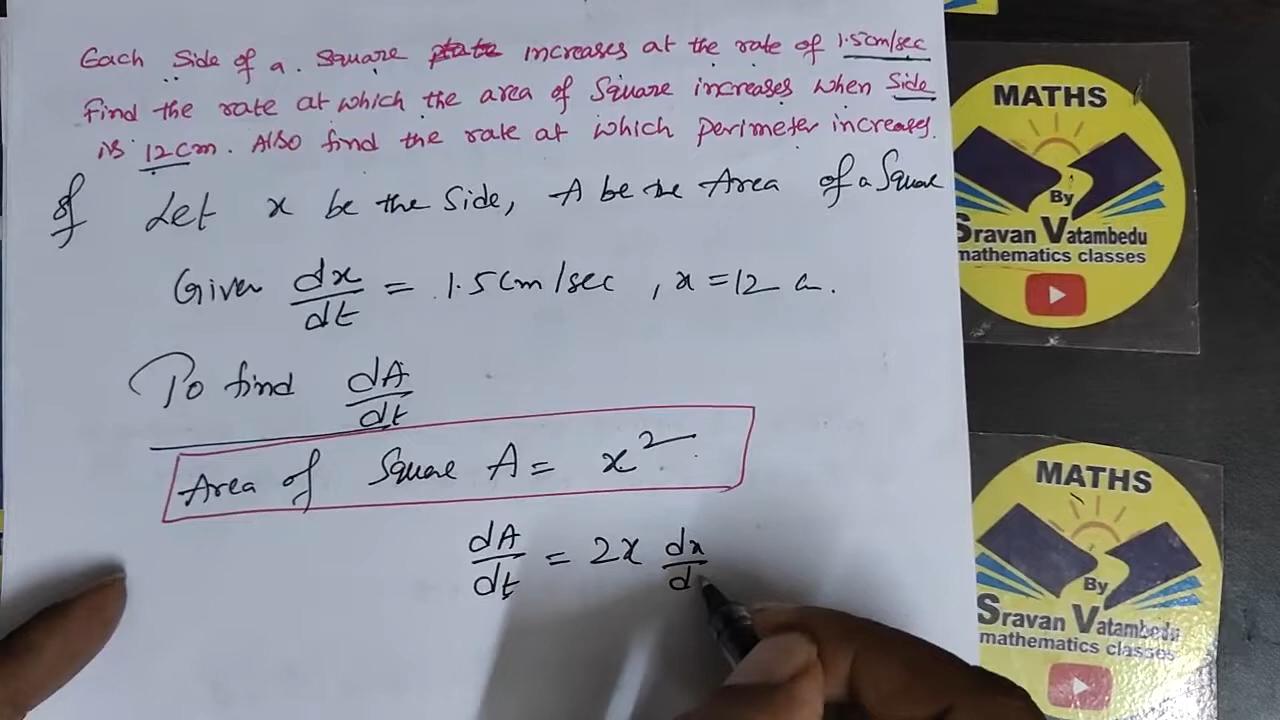 Each side of a square plate increases at the rate of 1.5cm/sec
Find the rate at which the area of Square increases when Side
is 12cm. Also find the rate at which perimeter increases.
Let x be the Side, A be the Area of a Square
Given dx/dt = 1.5cm/sec, x = 12
To find dA/dt
Area of Square A = x²
dA/dt = 2x dx/d
MATHS
By
Sravan Vatambedu
mathematics classes
MATHS
By
Sravan Vatambedu
mathematics classes